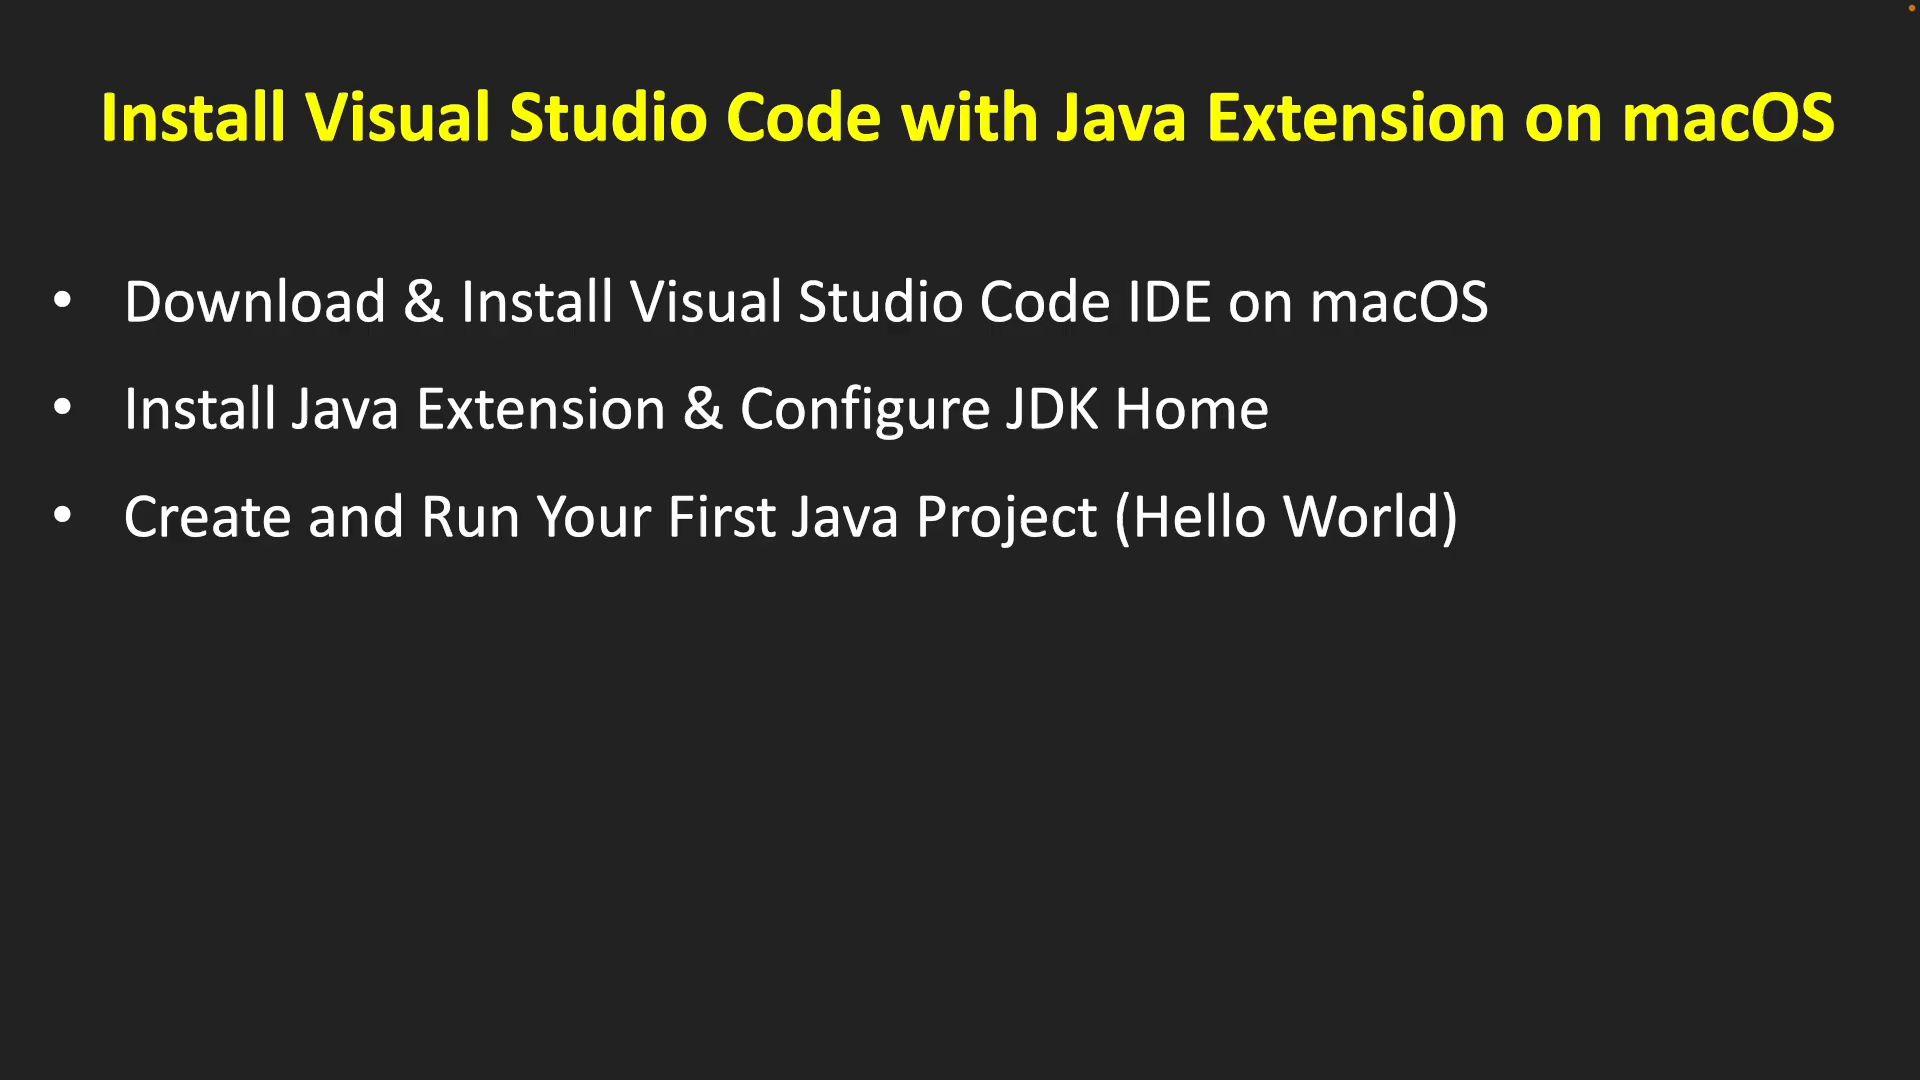 Install Visual Studio Code with Java Extension on macOS
• Download & Install Visual Studio Code IDE on macOS
• Install Java Extension & Configure JDK Home
• Create and Run Your First Java Project (Hello World)